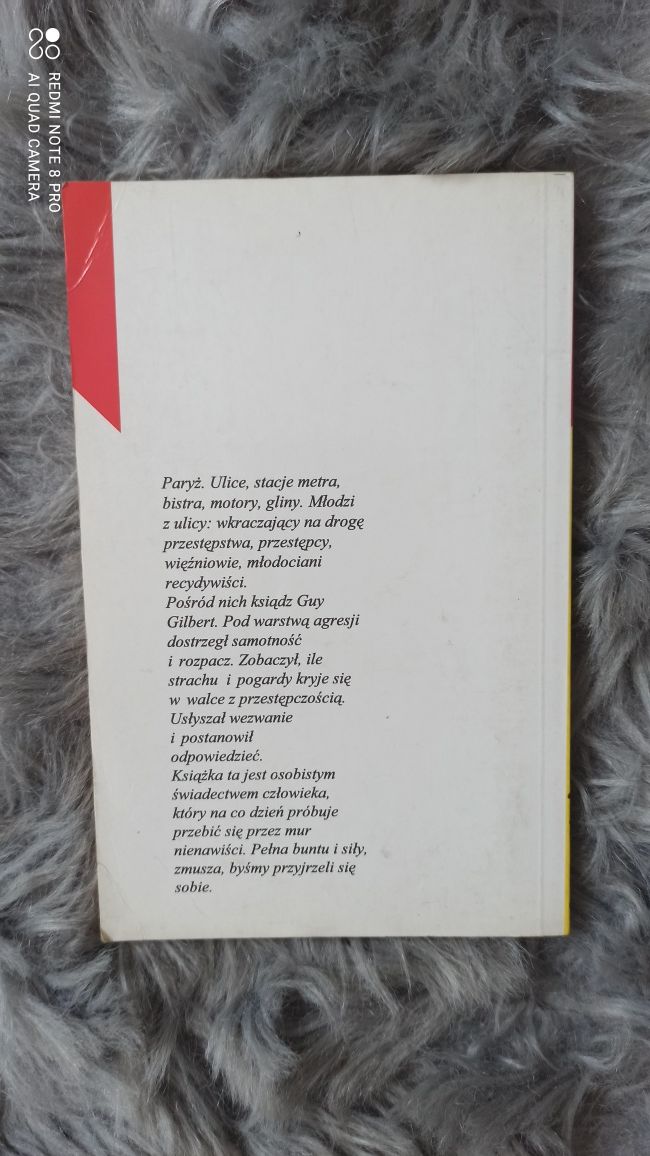 REDMI NOTE 8 PRO
AI QUAD CAMERA
Paryż. Ulice, stacje metra,
bistra, motory, gliny. Młodzi
z ulicy: wkraczający na drogę
przestępstwa, przestępcy,
więźniowie, młodociani
recydywiści.
Pośród nich ksiądz Guy
Gilbert. Pod warstwą agresji
dostrzegł samotność
i rozpacz. Zobaczył, ile
strachu i pogardy kryje się
w walce z przestępczością.
Usłyszał wezwanie
i postanowił
odpowiedzieć.
Książka ta jest osobistym
świadectwem człowieka,
który na co dzień próbuje
przebić się przez mur
nienawiści. Pełna buntu i siły,
zmusza, byśmy przyjrzeli się
sobie.